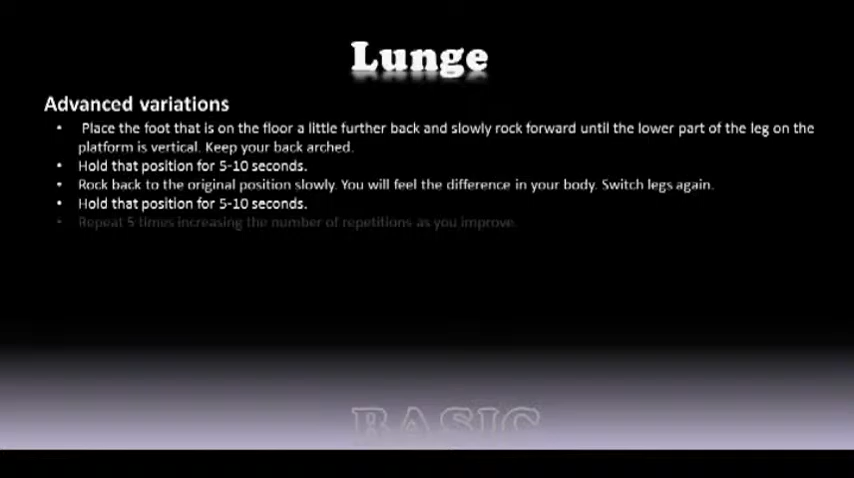 Lunge
Advanced variations
• Place the foot that is on the floor a little further back and slowly rock forward until the lower part of the leg on the
platform is vertical. Keep your back arched.
• Hold that position for 5-10 seconds.
• Rock back to the original position slowly. You will feel the difference in your body. Switch legs again.
• Hold that position for 5-10 seconds.
• Repeat 5 times increasing the number of repetitions as you improve.
BASIC